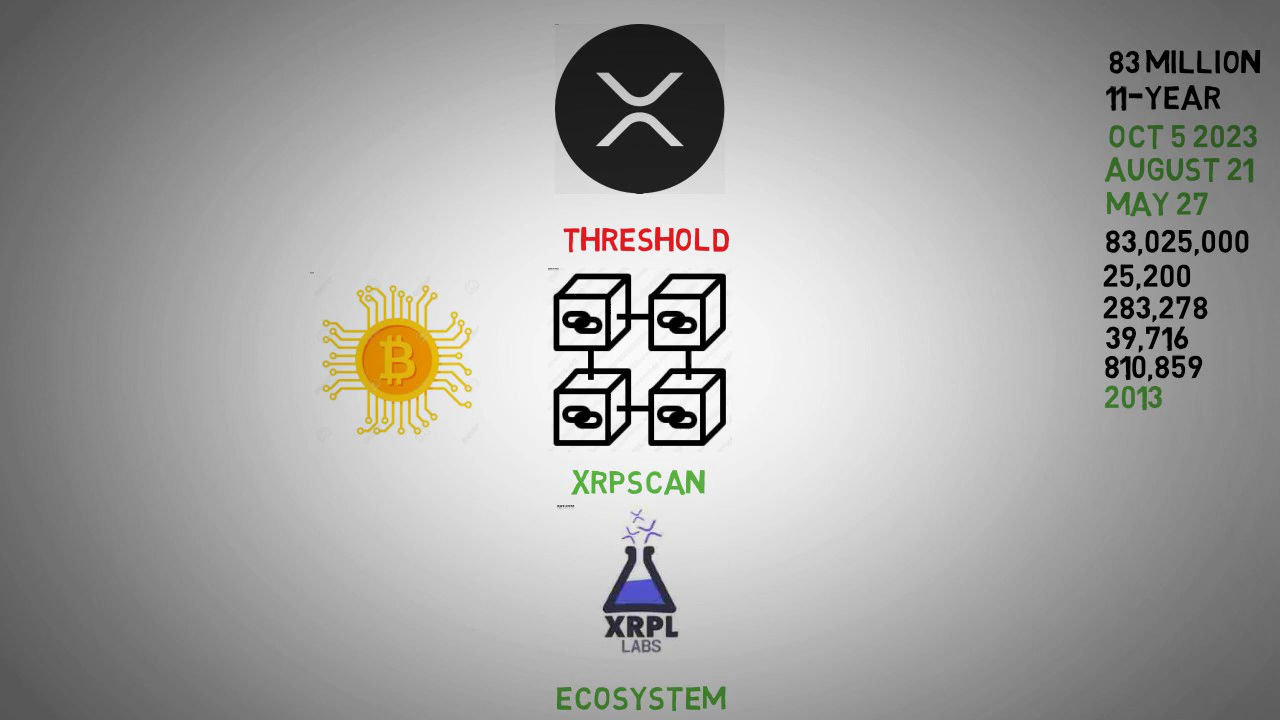 THRESHOLD
XRPSCAN
XRPL
LABS
ECOSYSTEM
83 MILLION
11-YEAR
OCT 5 2023
AUGUST 21
MAY 27
83,025,000
25,200
283,278
39,716
810,859
2013